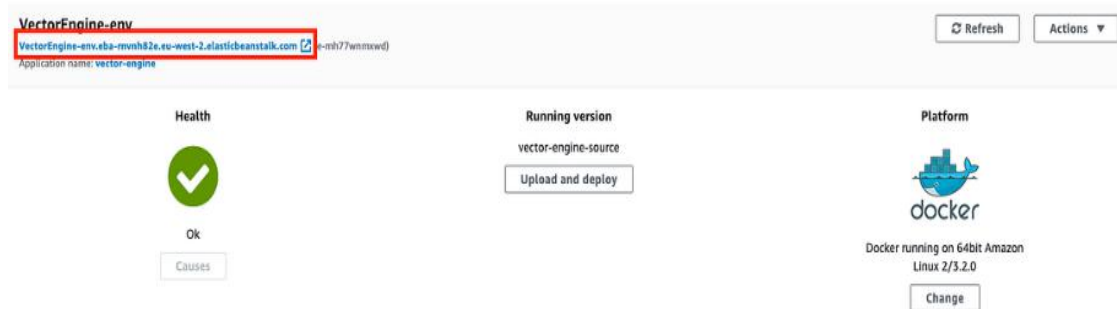 VectorEngine-env
Refresh
Actions
VectorEngine-env.eba-mvnh82e.eu-west-2.elasticbeanstalk.com e-mh77wnmxwd)
Application name: vector-engine
Health
Running version
Platform
vector-engine-source
Upload and deploy
docker
Ok
Docker running on 64bit Amazon
Linux 2/3.2.0
Causes
Change